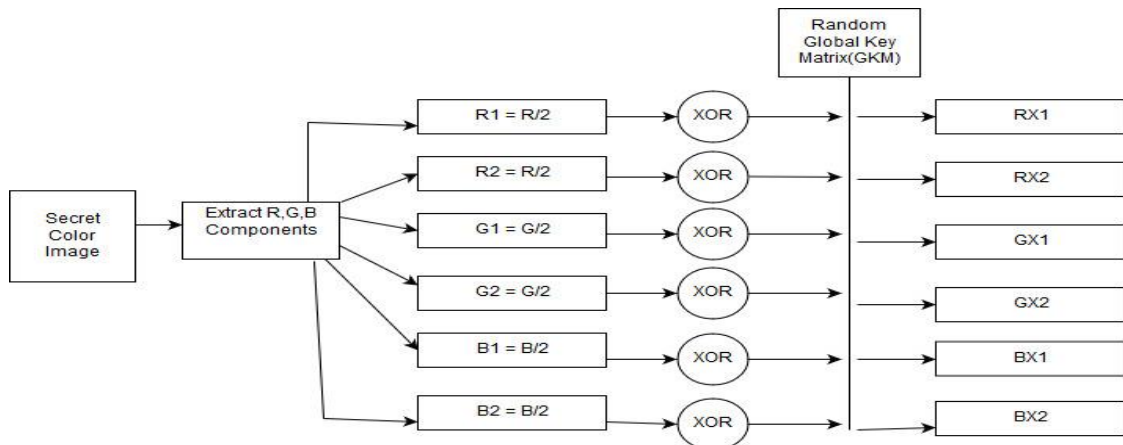 Random
Global Key
Matrix(GKM)
R1 = R/2
XOR
RX1
R2 = R/2
XOR
RX2
Secret
Color
Image
Extract R,G,B
Components
G1 = G/2
XOR
GX1
G2 = G/2
XOR
GX2
B1 = B/2
XOR
BX1
B2 = B/2
XOR
BX2